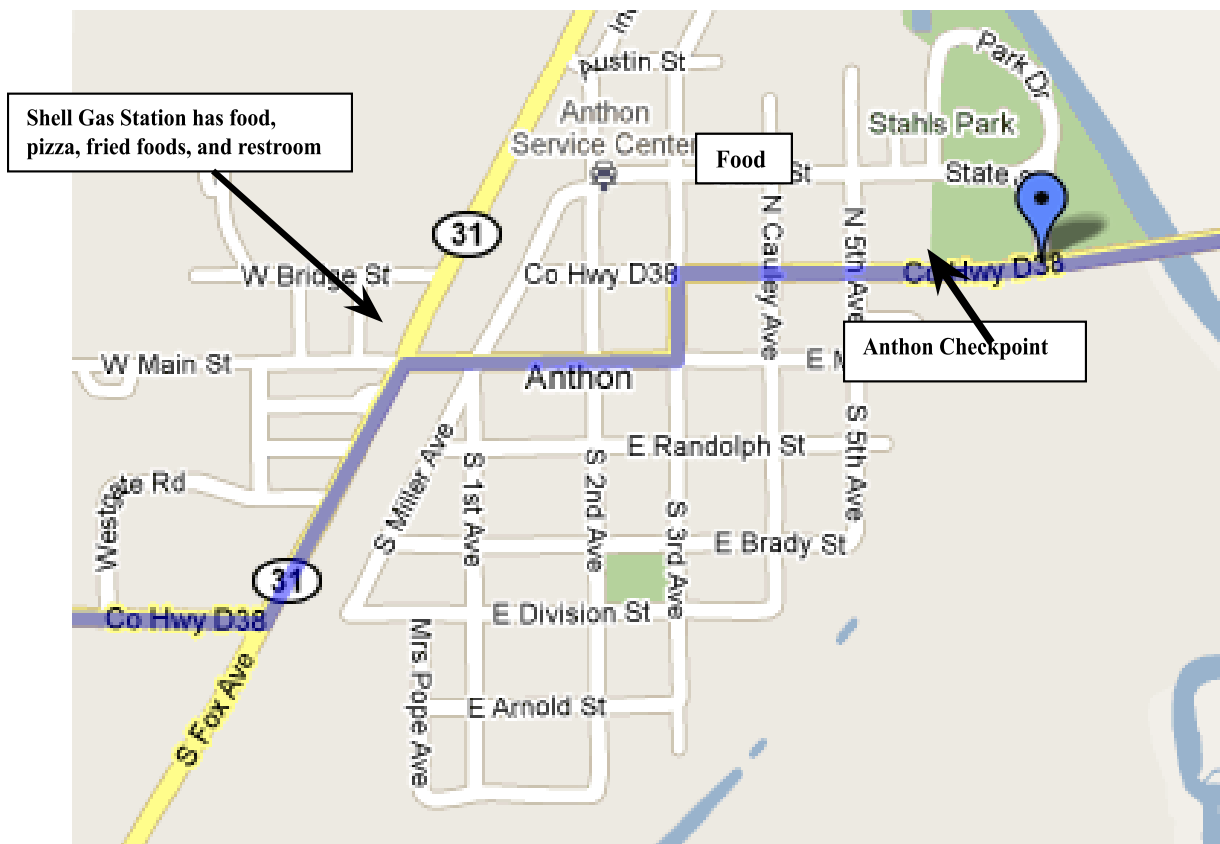 Austin St
Park Dr
Shell Gas Station has food,
pizza, fried foods, and restroom
Anthon
Service Center
Stahls Park
Food
St
State
31
N Cauley Ave
N 5th Ave
W Bridge St
Co Hwy D38
Co Hwy D38
Anthon Checkpoint
W Main St
Anthon
E
E Randolph St
S 5th Ave
S Miller Ave
S 1st Ave
S 2nd Ave
S 3rd Ave
Westgate Rd
E Brady St
31
Co Hwy D38
E Division St
S Fox Ave
Mrs Pope Ave
E Arnold St